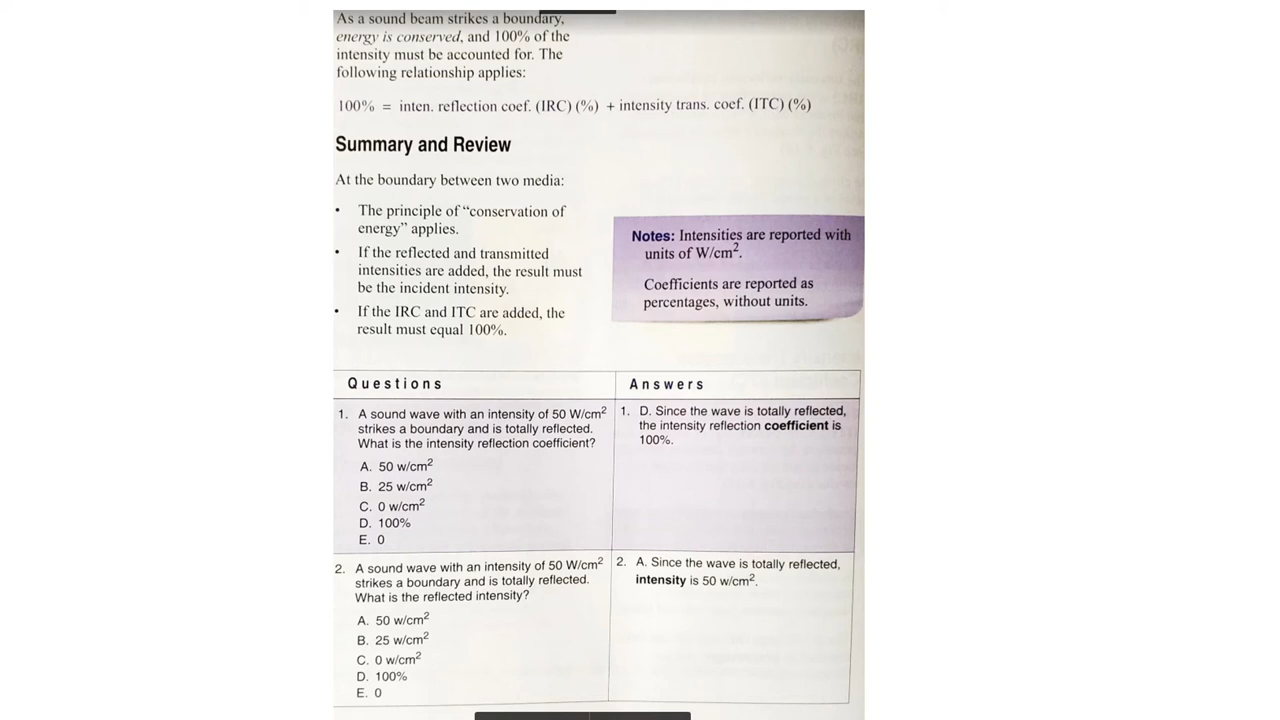 As a sound beam strikes a boundary,
energy is conserved, and 100% of the
intensity must be accounted for. The
following relationship applies:
100% = inten. reflection coef. (IRC) (%) + intensity trans. coef. (ITC) (%)
Summary and Review
At the boundary between two media:
• The principle of “conservation of
energy” applies.
• If the reflected and transmitted
intensities are added, the result must
be the incident intensity.
• If the IRC and ITC are added, the
result must equal 100%.
Notes: Intensities are reported with
units of W/cm².
Coefficients are reported as
percentages, without units.
Questions
1. A sound wave with an intensity of 50 W/cm²
strikes a boundary and is totally reflected.
What is the intensity reflection coefficient?
A. 50 w/cm²
B. 25 w/cm²
C. 0 w/cm²
D. 100%
E. 0
Answers
1. D. Since the wave is totally reflected,
the intensity reflection coefficient is
100%.
2. A sound wave with an intensity of 50 W/cm²
strikes a boundary and is totally reflected.
What is the reflected intensity?
A. 50 w/cm²
B. 25 w/cm²
C. 0 w/cm²
D. 100%
E. 0
2. A. Since the wave is totally reflected,
intensity is 50 w/cm².